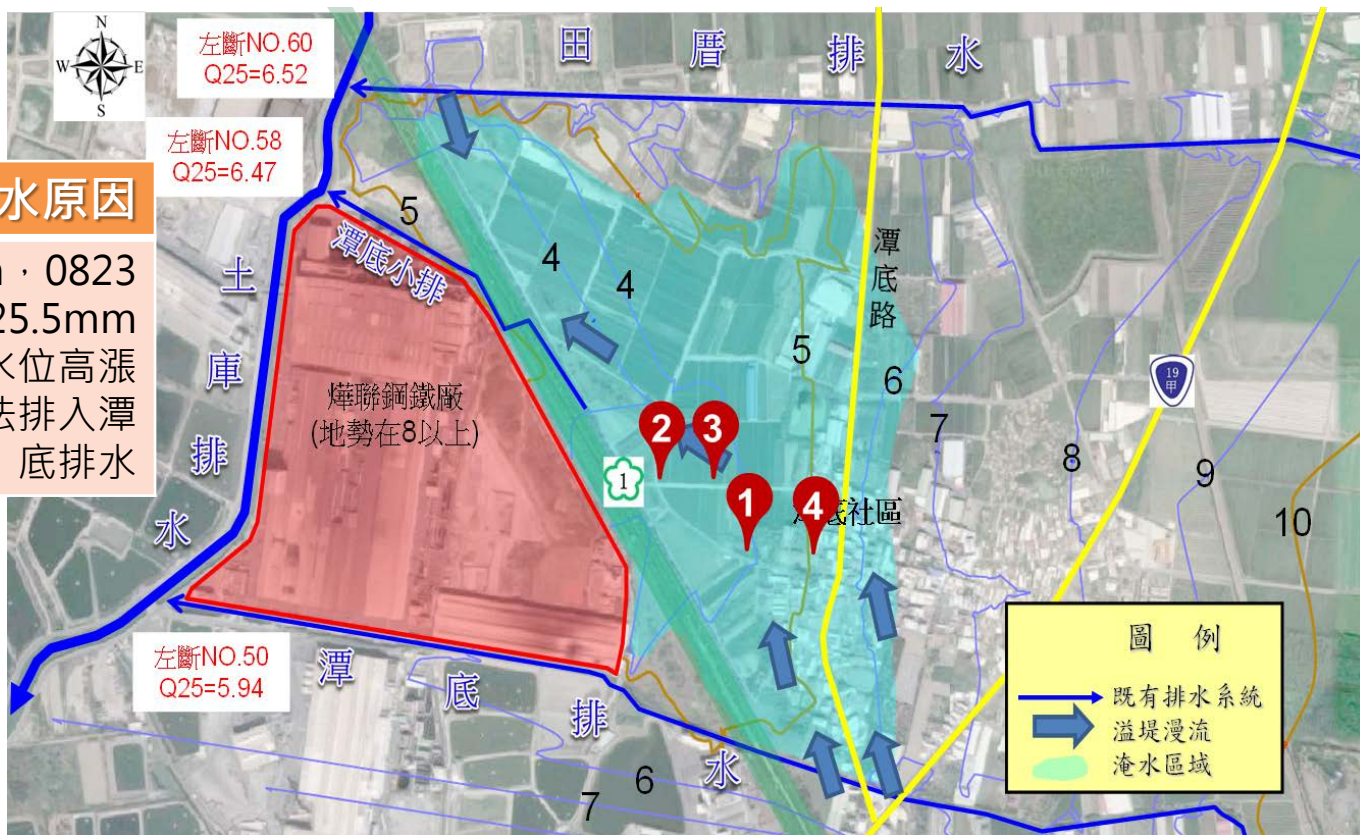 N
W E
S
左斷NO.60
Q25=6.52
田厝排水
左斷NO.58
Q25=6.47
水原因
，0823
25.5mm
水位高漲
法排入潭
底排水
土庫排水
潭底小排
燁聯鋼鐵廠
(地勢在8以上)
5
4
4
5
潭底路
6
7
8
9
10
19
甲
1
2
3
1
4
底社區
左斷NO.50
Q25=5.94
潭底排水
6
7
圖 例
既有排水系統
溢堤漫流
淹水區域